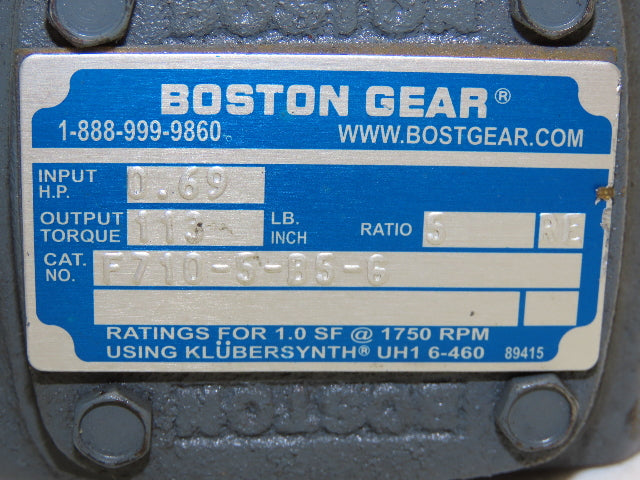 BOSTON GEAR®
1-888-999-9860 WWW.BOSTGEAR.COM
INPUT H.P. 0.69
OUTPUT TORQUE 113 LB. INCH RATIO 5
CAT. NO. F710-5-B5-G
RATINGS FOR 1.0 SF @ 1750 RPM
USING KLÜBERSYNTH® UH1 6-460 89415